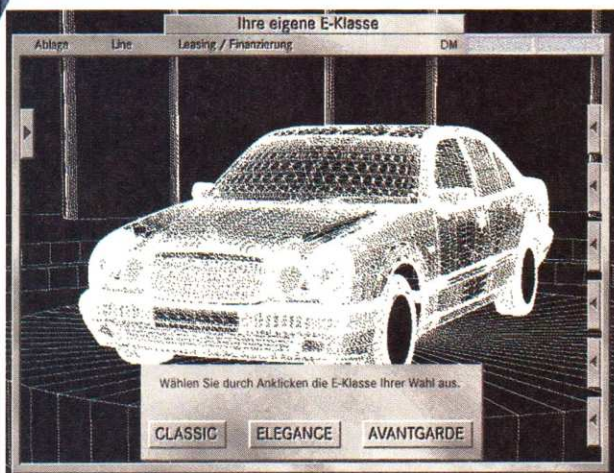 Ihre eigene E-Klasse
Ablage Line Leasing / Finanzierung DM
Wählen Sie durch Anklicken die E-Klasse Ihrer Wahl aus.
CLASSIC ELEGANCE AVANTGARDE